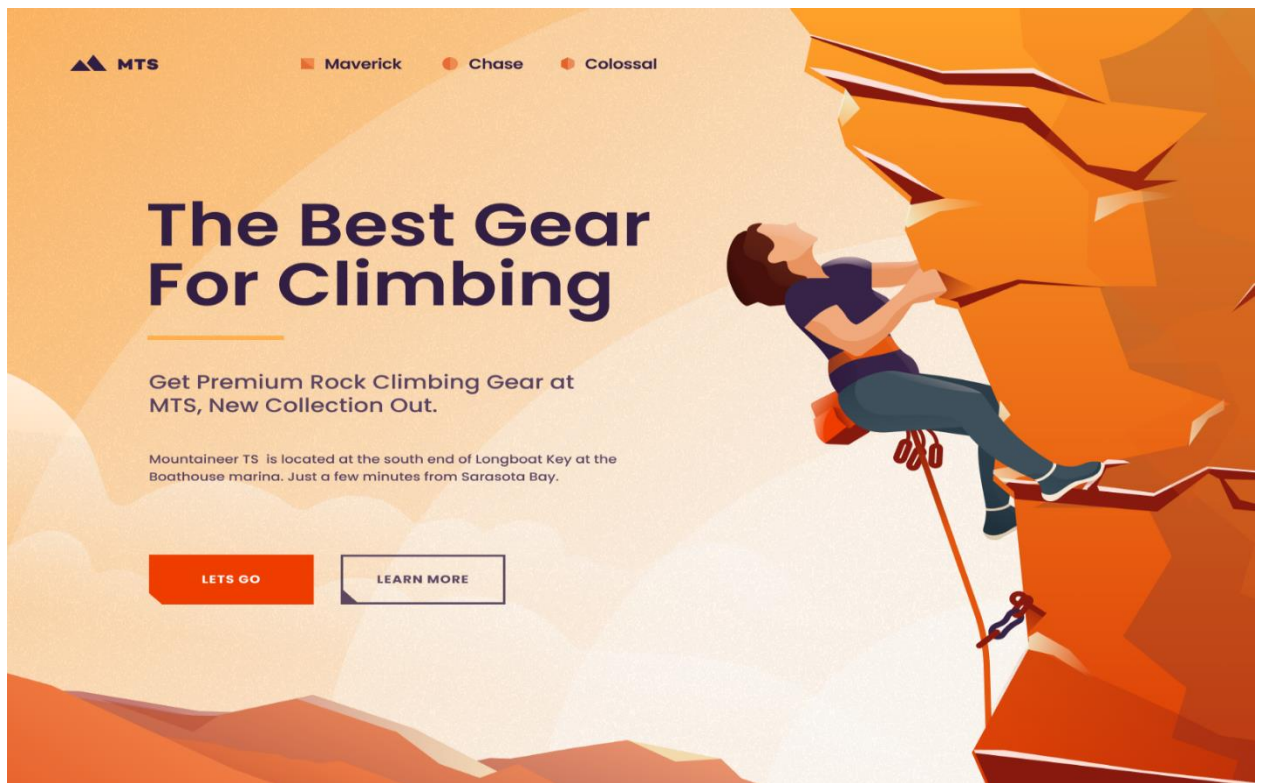 MTS
Maverick
Chase
Colossal
The Best Gear
For Climbing
Get Premium Rock Climbing Gear at
MTS, New Collection Out.
Mountaineer TS is located at the south end of Longboat Key at the
Boathouse marina. Just a few minutes from Sarasota Bay.
LETS GO
LEARN MORE